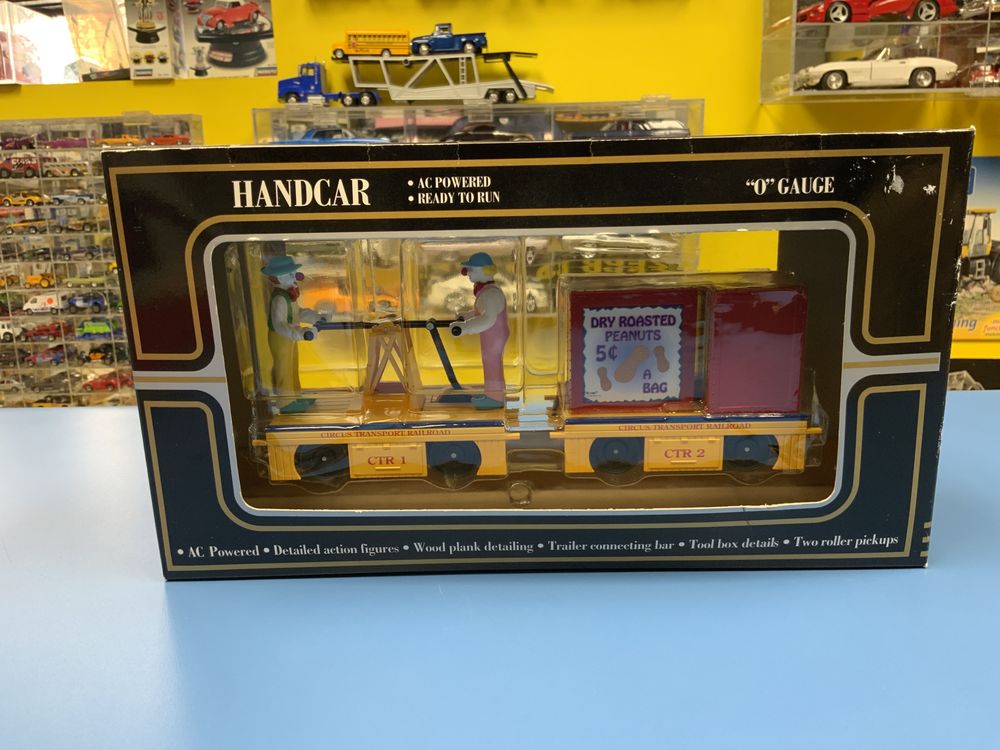 HANDCAR
• AC POWERED
• READY TO RUN
"O" GAUGE
DRY ROASTED
PEANUTS
5¢
A
BAG
CIRCUS TRANSPORT RAILROAD
CTR 1
CIRCUS TRANSPORT RAILROAD
CTR 2
• AC Powered • Detailed action figures • Wood plank detailing • Trailer connecting bar • Tool box details • Two roller pickups